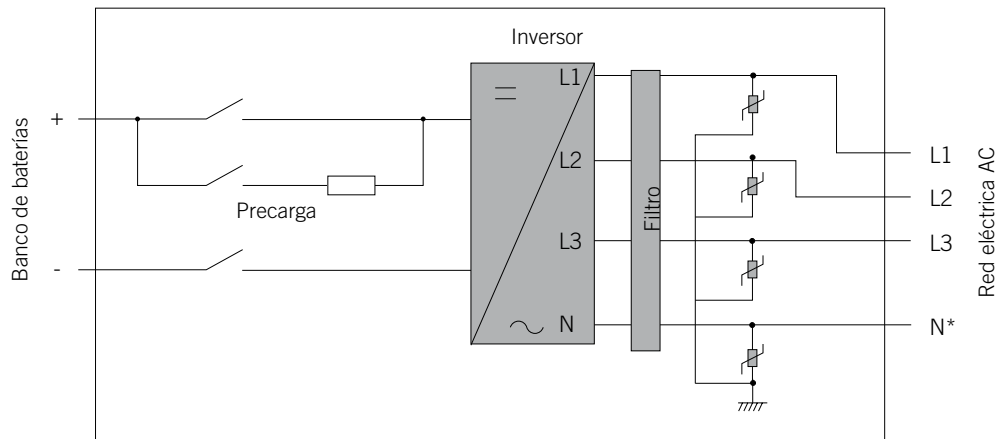 Inversor
Banco de baterías
+
-
Precarga
L1
L2
L3
N
Filtro
L1
L2
L3
N*
Red eléctrica AC